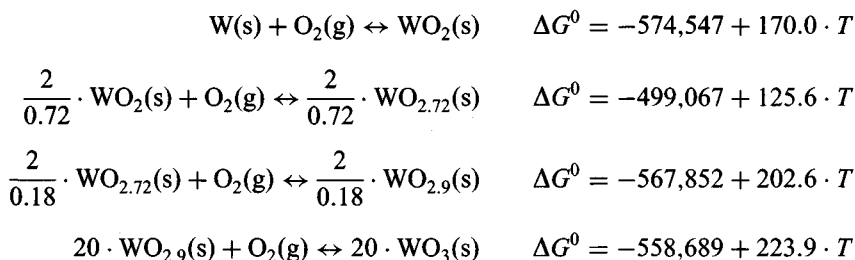 W(s) + O₂(g) ↔ WO₂(s) ΔG⁰ = −574,547 + 170.0 · T
2/0.72 · WO₂(s) + O₂(g) ↔ 2/0.72 · WO₂.₇₂(s) ΔG⁰ = −499,067 + 125.6 · T
2/0.18 · WO₂.₇₂(s) + O₂(g) ↔ 2/0.18 · WO₂.₉(s) ΔG⁰ = −567,852 + 202.6 · T
20 · WO₂.₉(s) + O₂(g) ↔ 20 · WO₃(s) ΔG⁰ = −558,689 + 223.9 · T